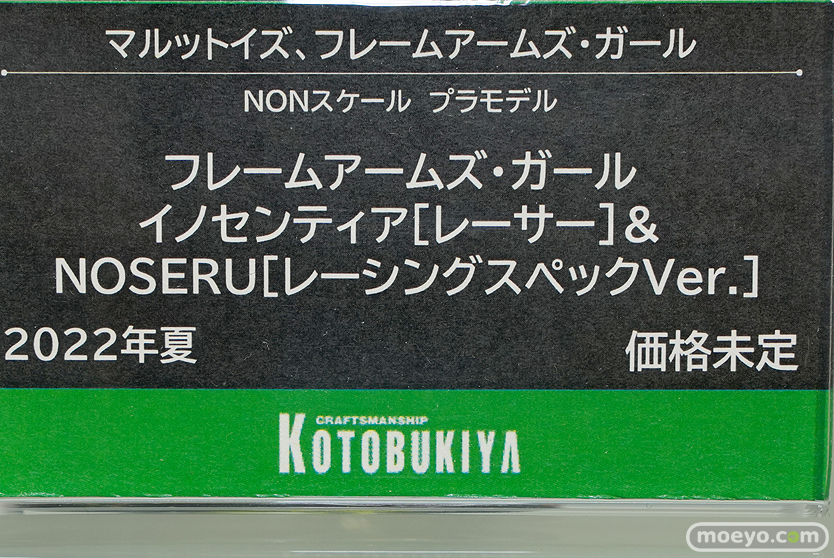 マルットイズ、フレームアームズ・ガール
NONスケール プラモデル
フレームアームズ・ガール
イノセンティア[レーサー]&
NOSERU[レーシングスペックVer.]
2022年夏 価格未定
CRAFTSMANSHIP
KOTOBUKIYA
moeyo.com